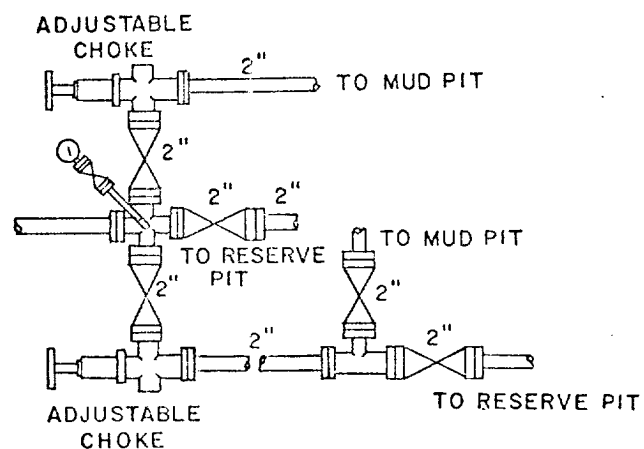 ADJUSTABLE
CHOKE
2"
TO MUD PIT
1
2"
2"
2"
TO RESERVE
PIT
TO MUD PIT
2"
2"
2"
2"
TO RESERVE PIT
ADJUSTABLE
CHOKE